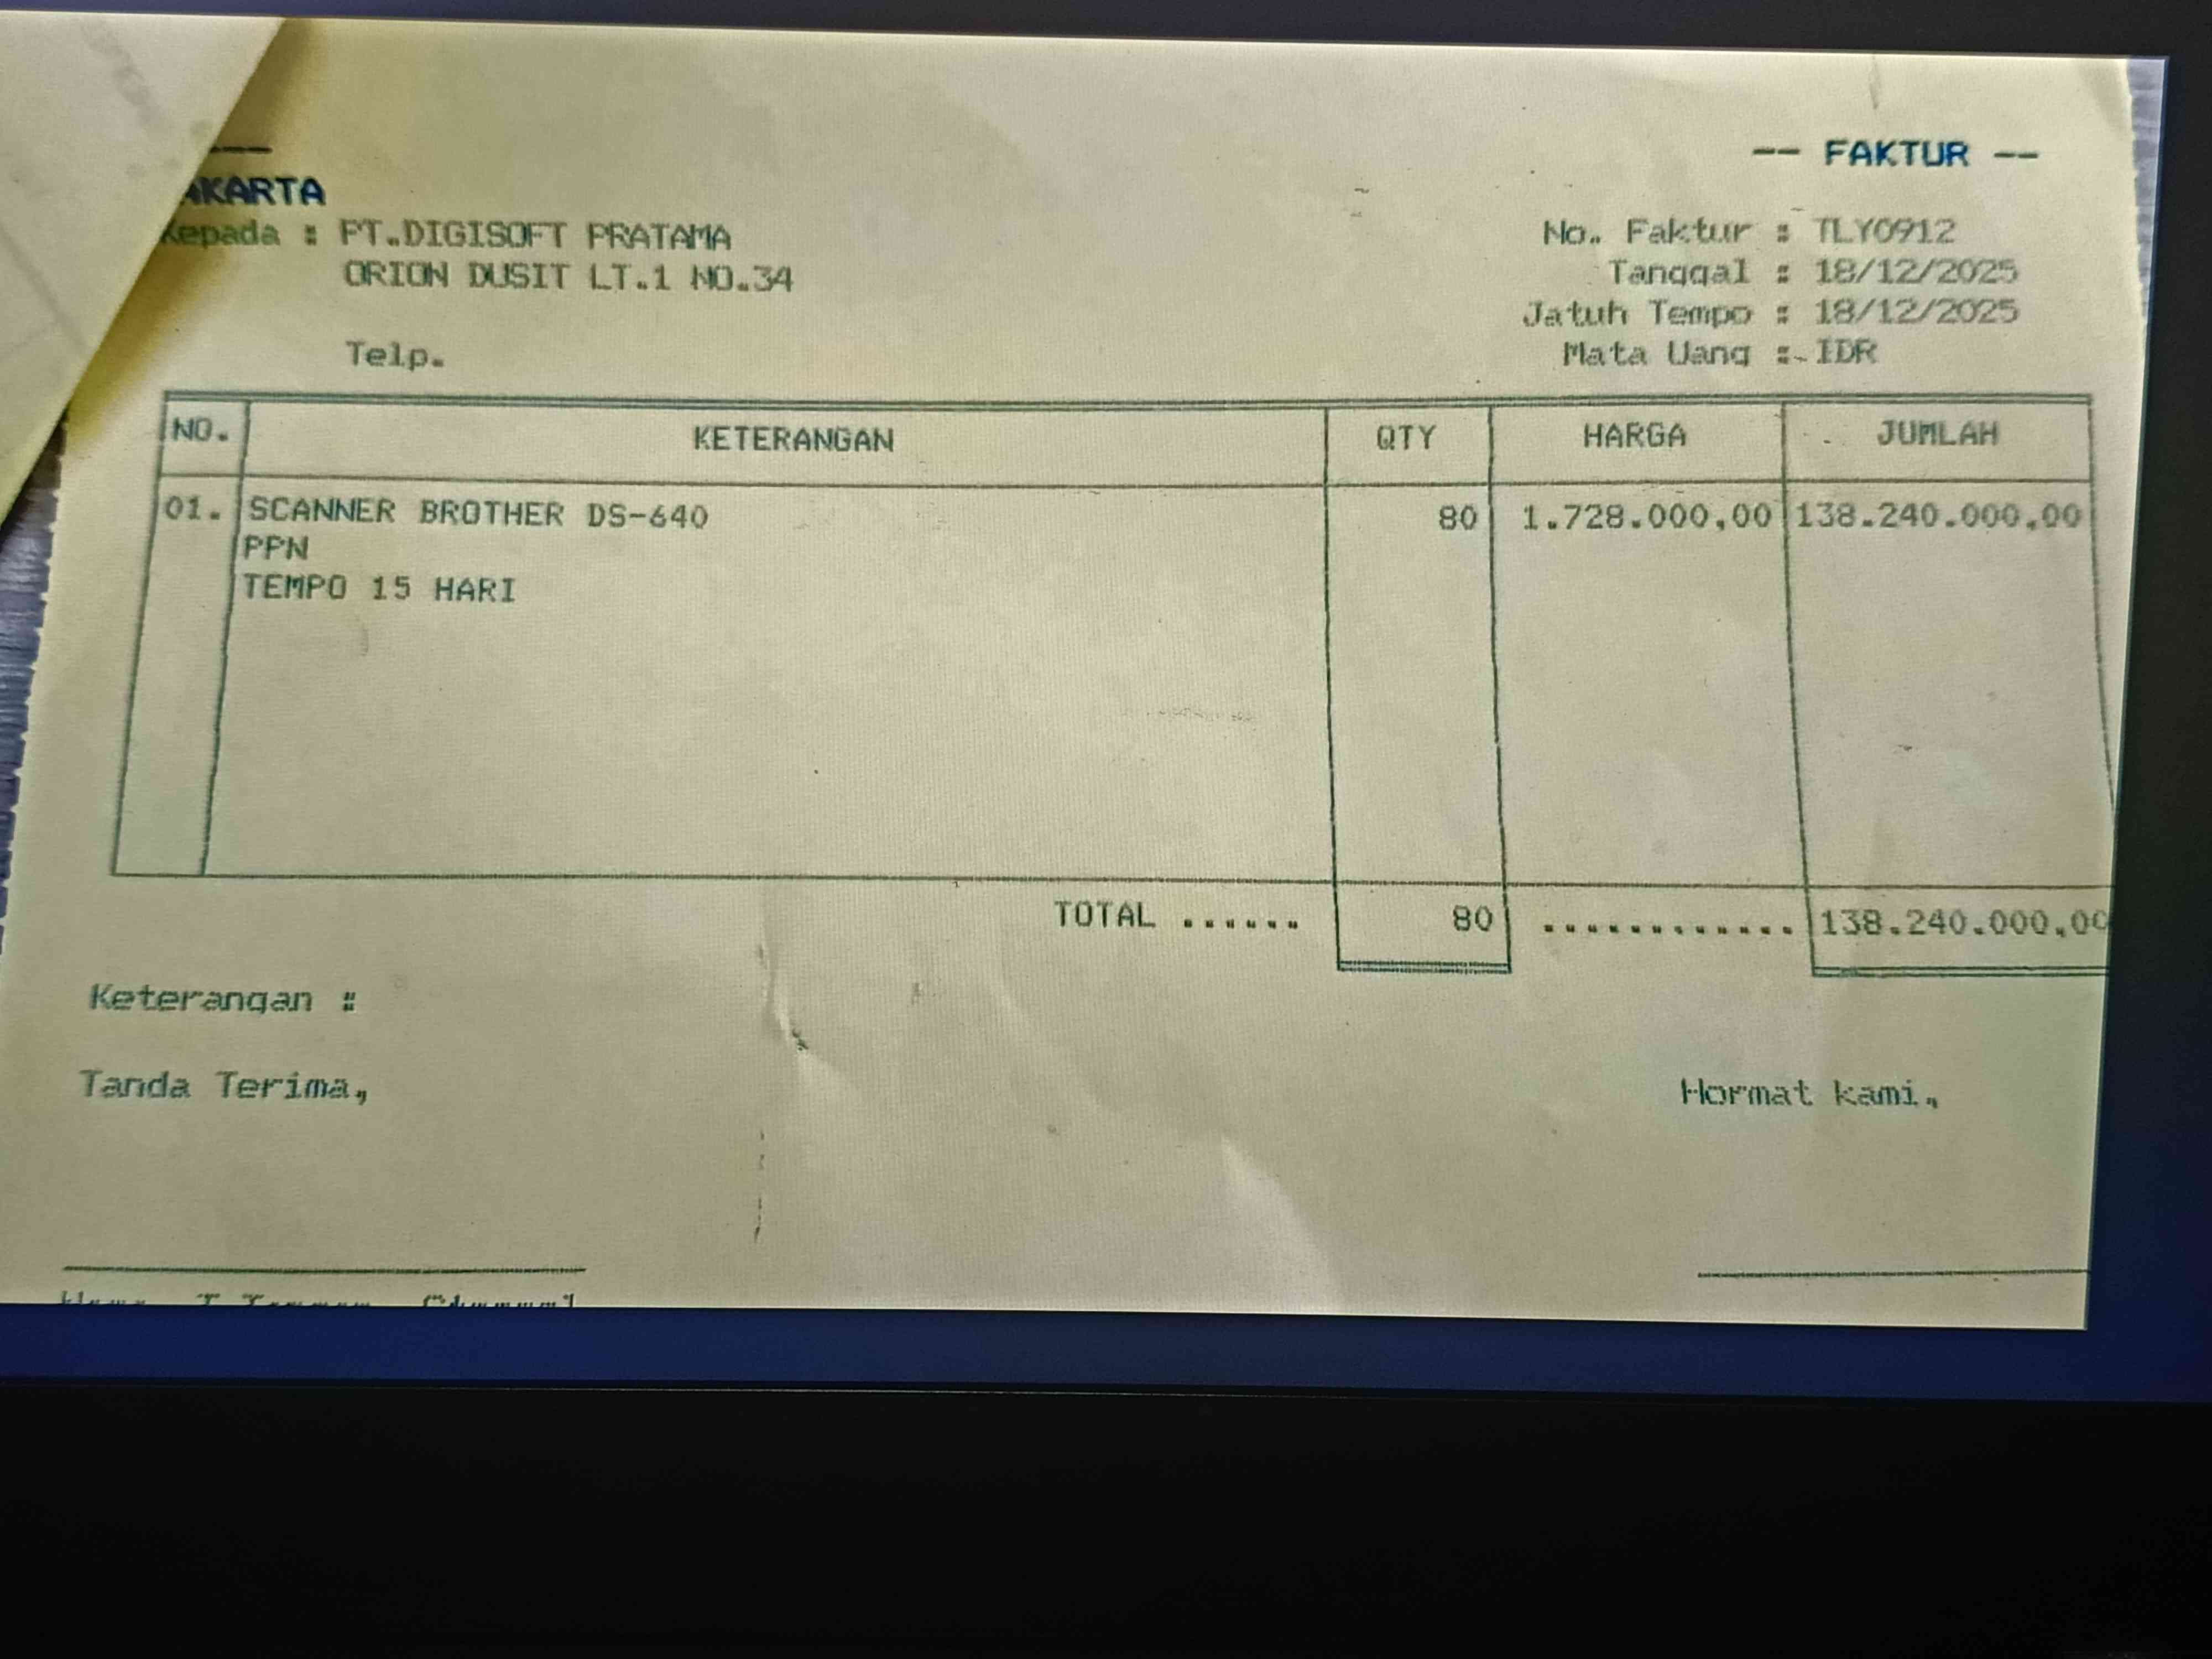 -- FAKTUR --
AKARTA
Kepada : PT.DIGISOFT PRATAMA
ORION DUSIT LT.1 NO.34
Telp.
No. Faktur : TLY0912
Tanggal : 18/12/2025
Jatuh Tempo : 18/12/2025
Mata Uang : IDR
NO. KETERANGAN QTY HARGA JUMLAH
01. SCANNER BROTHER DS-640 80 1.728.000,00 138.240.000,00
PPN
TEMPO 15 HARI
TOTAL ...... 80 ............ 138.240.000,00
Keterangan :
Tanda Terima,
Hormat kami,